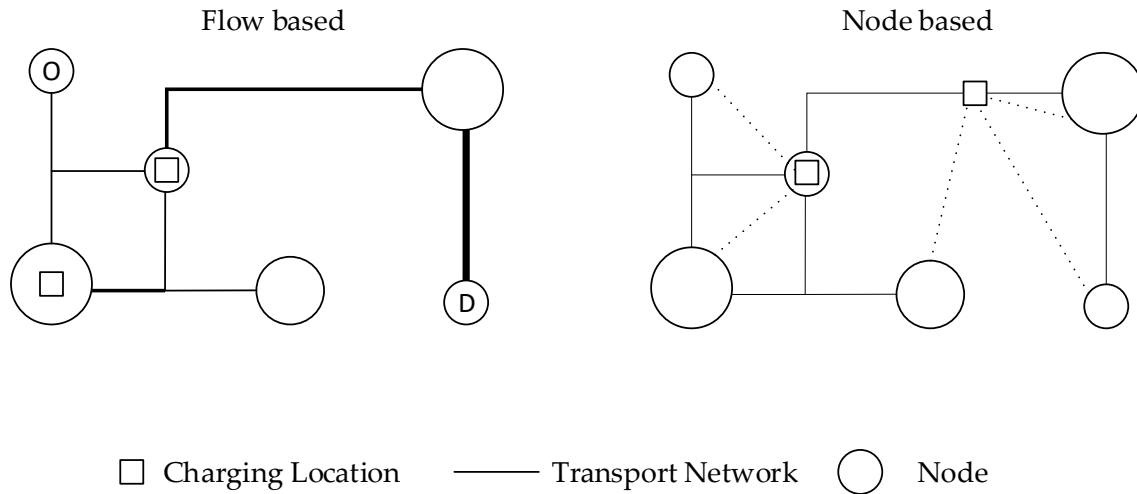 Flow based
Node based
O
D
Charging Location
Transport Network
Node